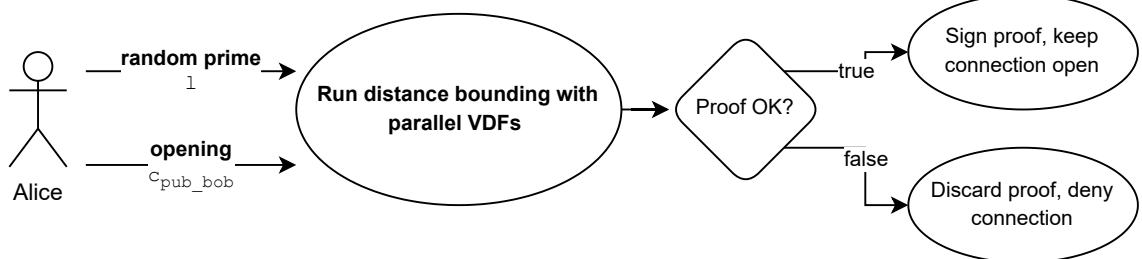 random prime
l
opening
c_pub_bob
Alice
Run distance bounding with
parallel VDFs
Proof OK?
true
false
Sign proof, keep
connection open
Discard proof, deny
connection